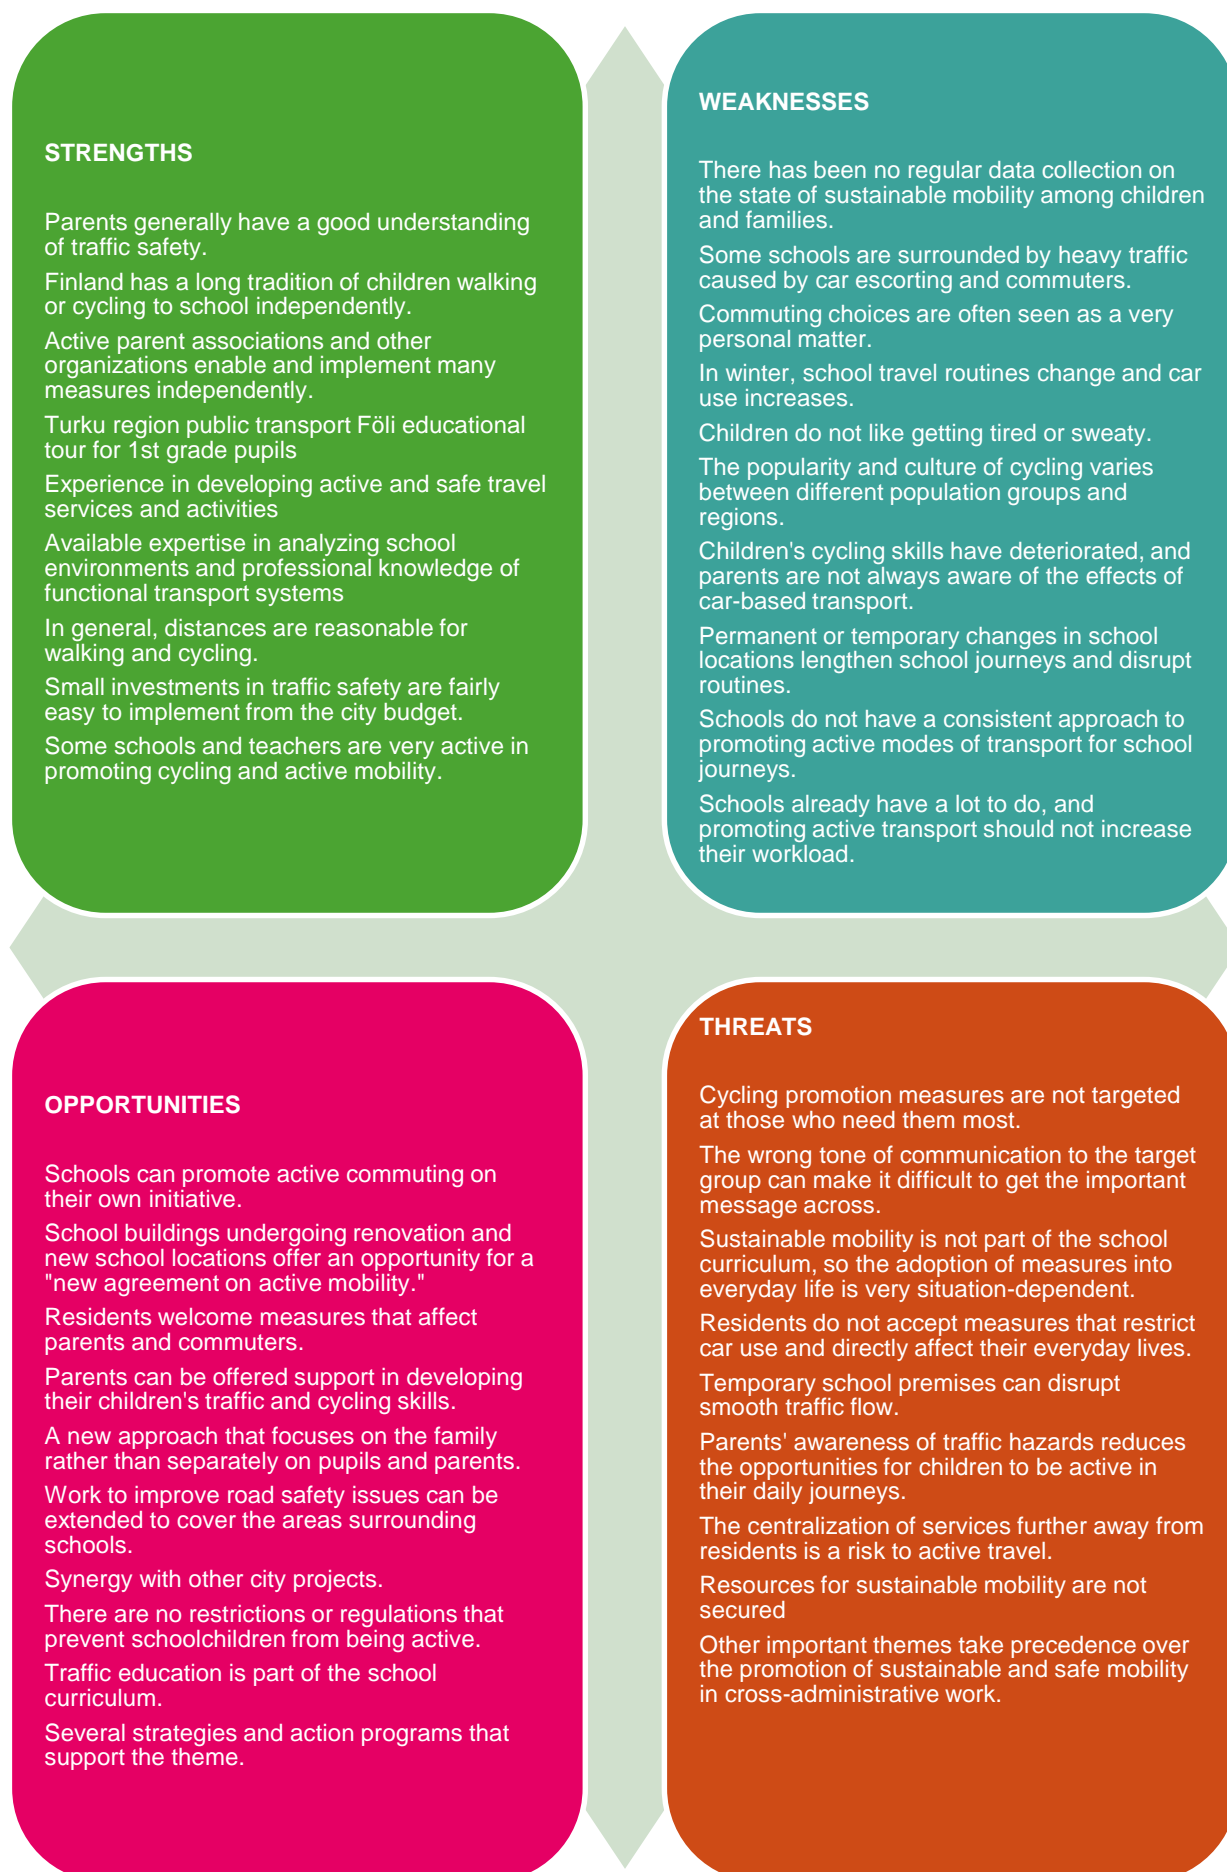 STRENGTHS
Parents generally have a good understanding
of traffic safety.
Finland has a long tradition of children walking
or cycling to school independently.
Active parent associations and other
organizations enable and implement many
measures independently.
Turku region public transport Föli educational
tour for 1st grade pupils
Experience in developing active and safe travel
services and activities
Available expertise in analyzing school
environments and professional knowledge of
functional transport systems
In general, distances are reasonable for
walking and cycling.
Small investments in traffic safety are fairly
easy to implement from the city budget.
Some schools and teachers are very active in
promoting cycling and active mobility.
WEAKNESSES
There has been no regular data collection on
the state of sustainable mobility among children
and families.
Some schools are surrounded by heavy traffic
caused by car escorting and commuters.
Commuting choices are often seen as a very
personal matter.
In winter, school travel routines change and car
use increases.
Children do not like getting tired or sweaty.
The popularity and culture of cycling varies
between different population groups and
regions.
Children's cycling skills have deteriorated, and
parents are not always aware of the effects of
car-based transport.
Permanent or temporary changes in school
locations lengthen school journeys and disrupt
routines.
Schools do not have a consistent approach to
promoting active modes of transport for school
journeys.
Schools already have a lot to do, and
promoting active transport should not increase
their workload.
OPPORTUNITIES
Schools can promote active commuting on
their own initiative.
School buildings undergoing renovation and
new school locations offer an opportunity for a
"new agreement on active mobility."
Residents welcome measures that affect
parents and commuters.
Parents can be offered support in developing
their children's traffic and cycling skills.
A new approach that focuses on the family
rather than separately on pupils and parents.
Work to improve road safety issues can be
extended to cover the areas surrounding
schools.
Synergy with other city projects.
There are no restrictions or regulations that
prevent schoolchildren from being active.
Traffic education is part of the school
curriculum.
Several strategies and action programs that
support the theme.
THREATS
Cycling promotion measures are not targeted
at those who need them most.
The wrong tone of communication to the target
group can make it difficult to get the important
message across.
Sustainable mobility is not part of the school
curriculum, so the adoption of measures into
everyday life is very situation-dependent.
Residents do not accept measures that restrict
car use and directly affect their everyday lives.
Temporary school premises can disrupt
smooth traffic flow.
Parents' awareness of traffic hazards reduces
the opportunities for children to be active in
their daily journeys.
The centralization of services further away from
residents is a risk to active travel.
Resources for sustainable mobility are not
secured
Other important themes take precedence over
the promotion of sustainable and safe mobility
in cross-administrative work.